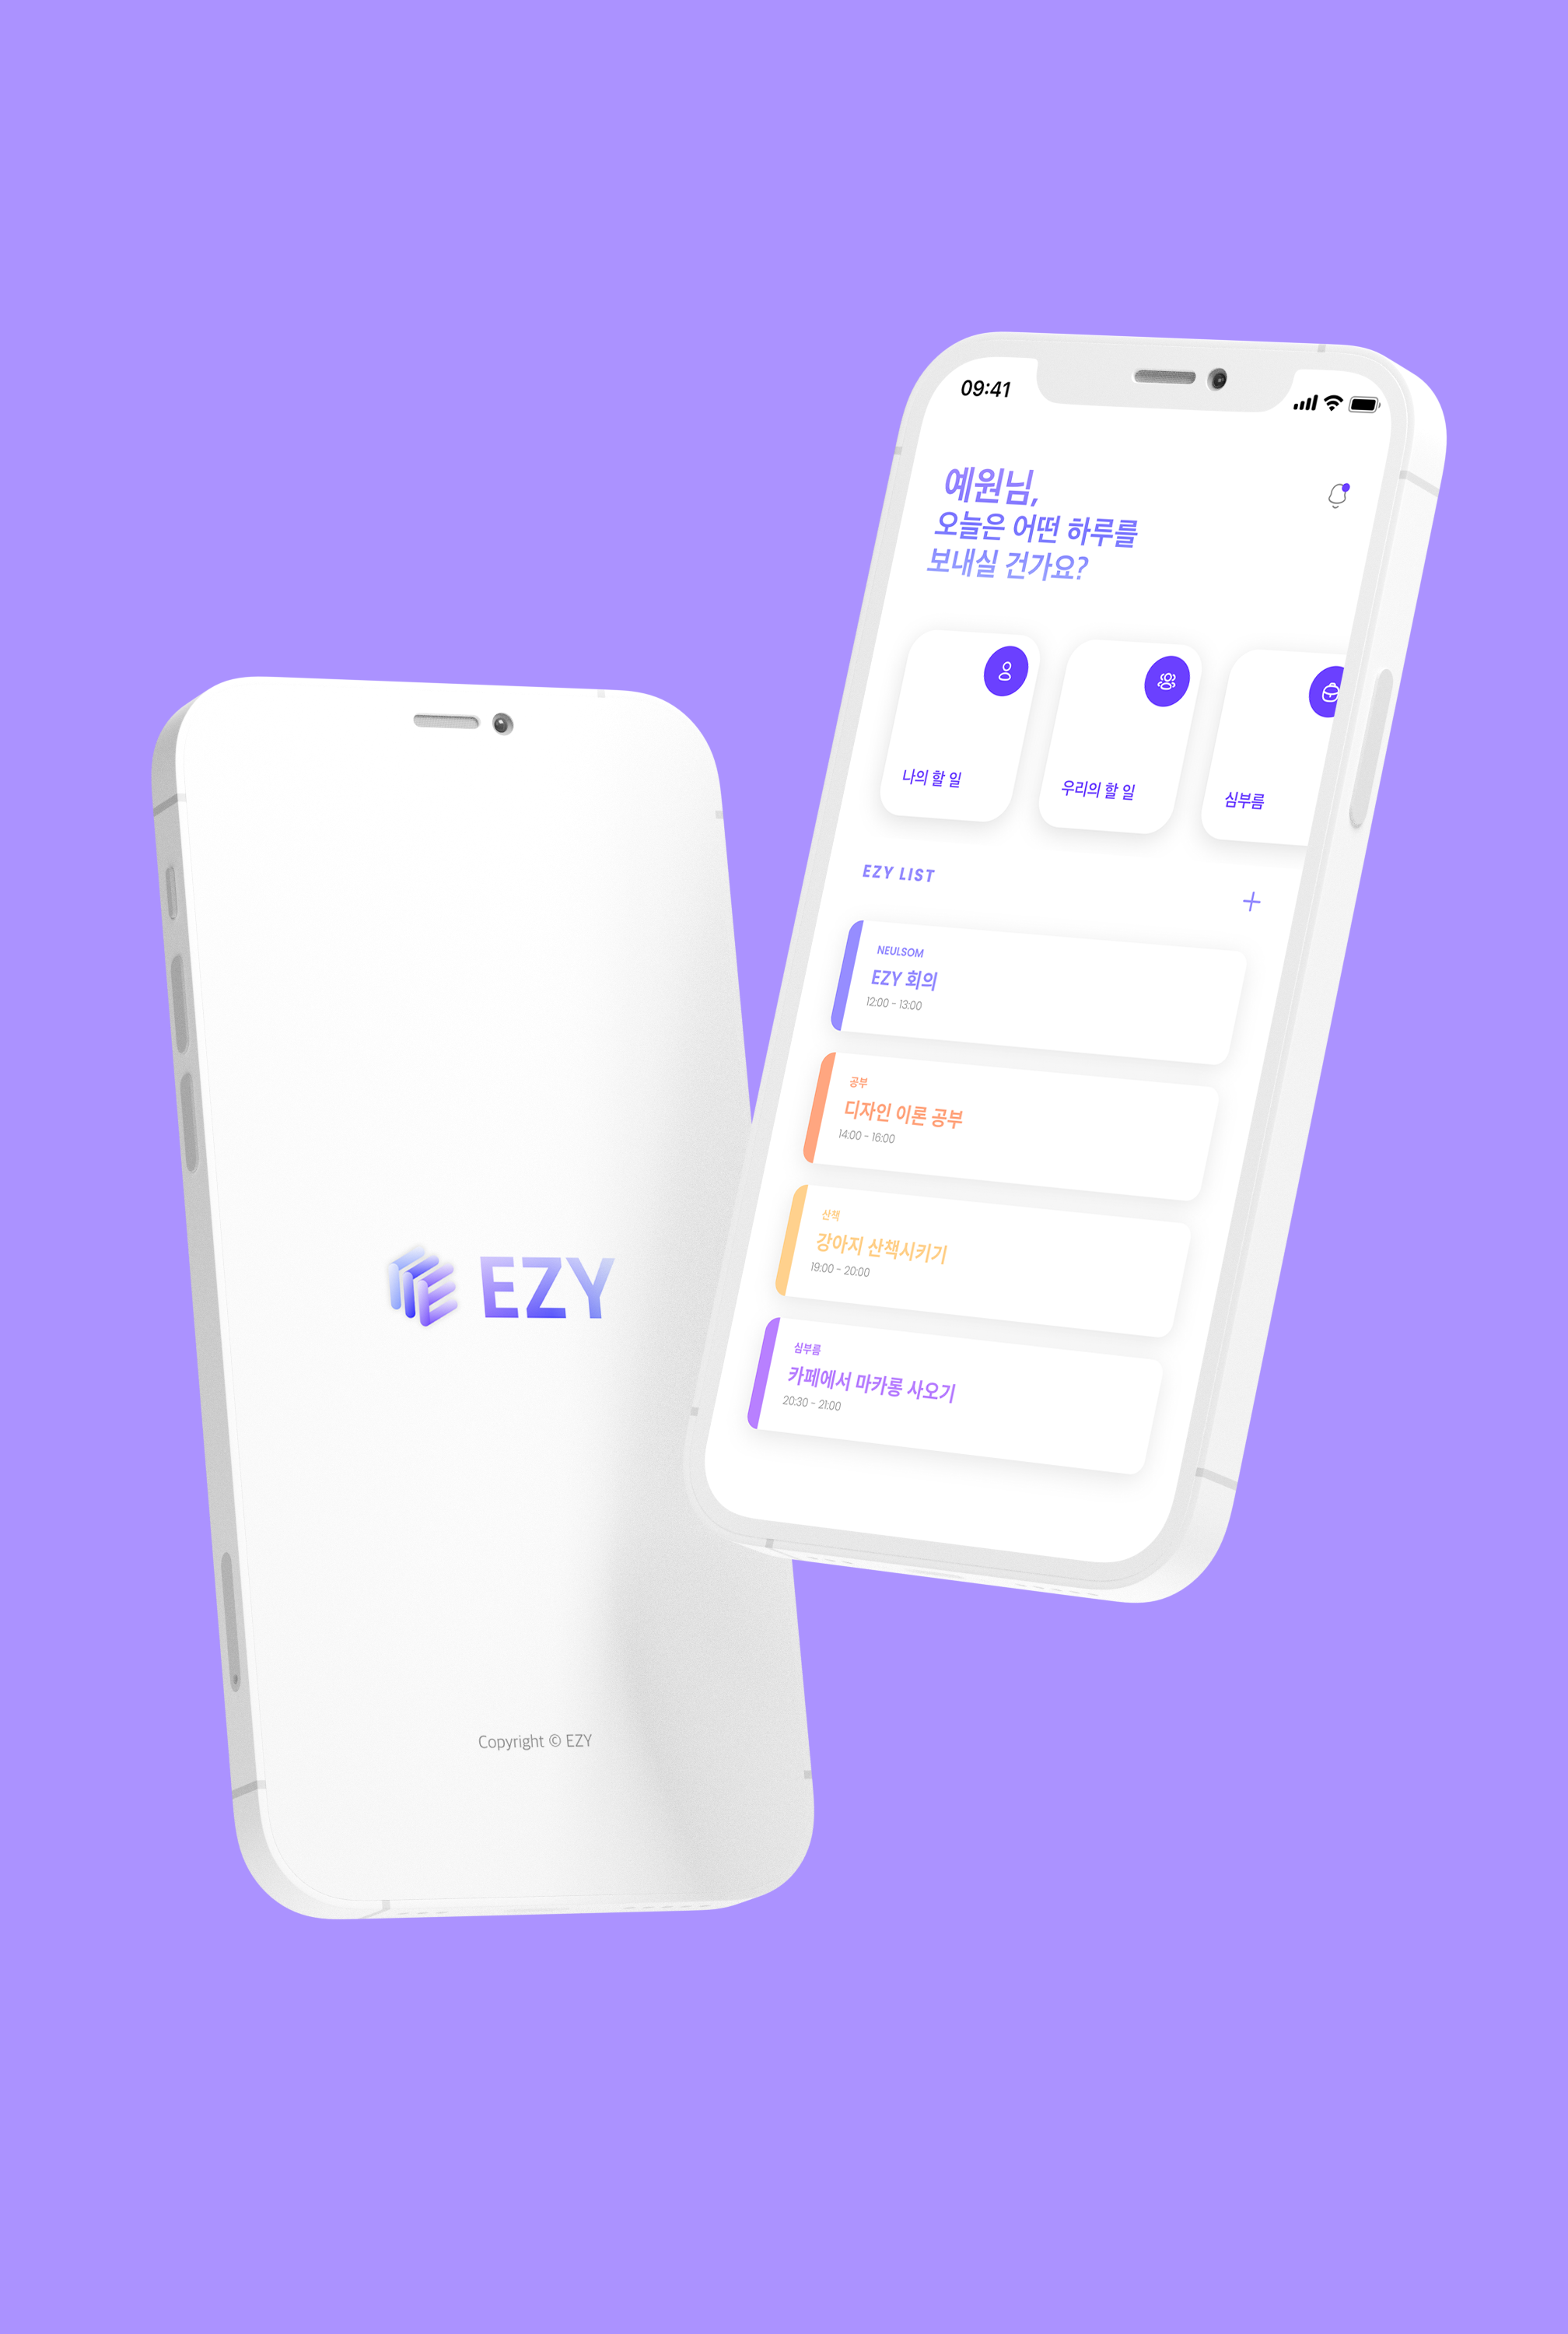 EZY
Copyright © EZY
09:41
예원님,
오늘은 어떤 하루를
보내실 건가요?
나의 할 일
우리의 할 일
심부름
EZY LIST
NEULSOM
EZY 회의
12:00 - 13:00
공부
디자인 이론 공부
14:00 - 16:00
산책
강아지 산책시키기
19:00 - 20:00
심부름
카페에서 마카롱 사오기
20:30 - 21:00